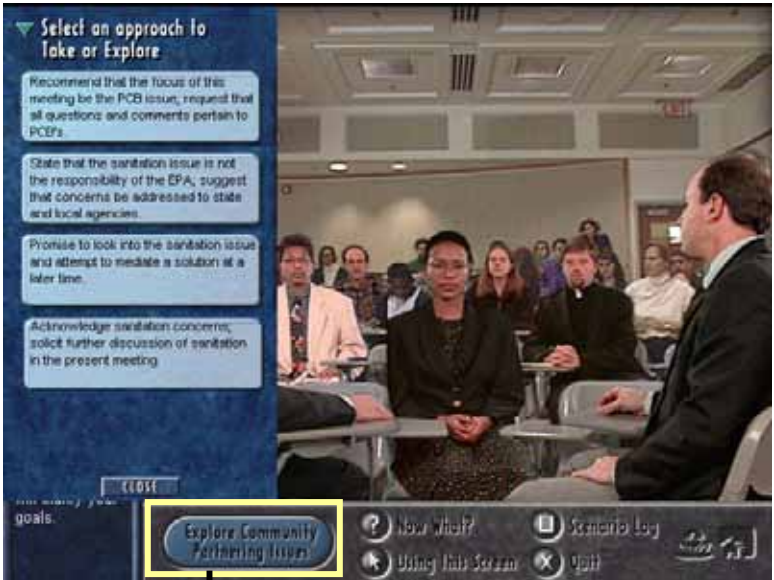 Select an approach to
Take or Explore
Recommend that the focus of this
meeting be the PCB issue; request that
all questions and comments pertain to
PCB's.
State that the sanitation issue is not
the responsibility of the EPA; suggest
that concerns be addressed to state
and local agencies.
Promise to look into the sanitation issue
and attempt to mediate a solution at a
later time.
Acknowledge sanitation concerns;
solicit further discussion of sanitation
in the present meeting.
CLOSE
EXIT
your
goals.
Explore Community
Partnering Issues
? Now What?
Using This Screen
Scenario Log
X Quit